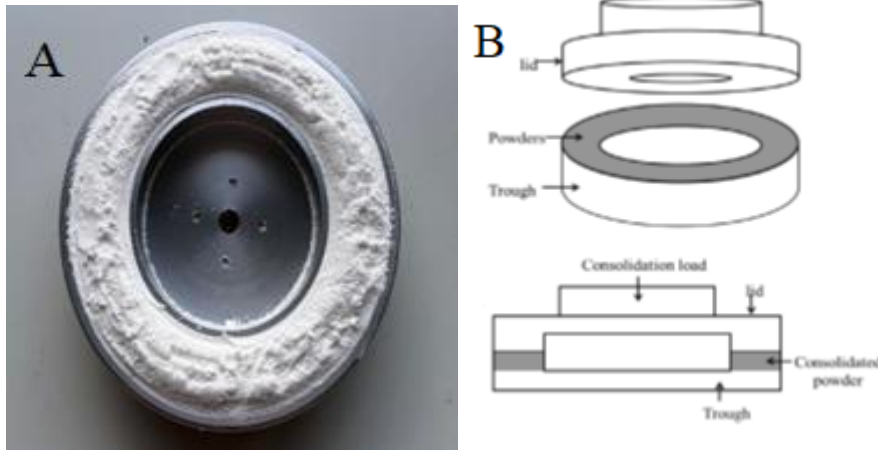 A
B
lid
Powders
Trough
Consolidation load
lid
Consolidated
powder
Trough